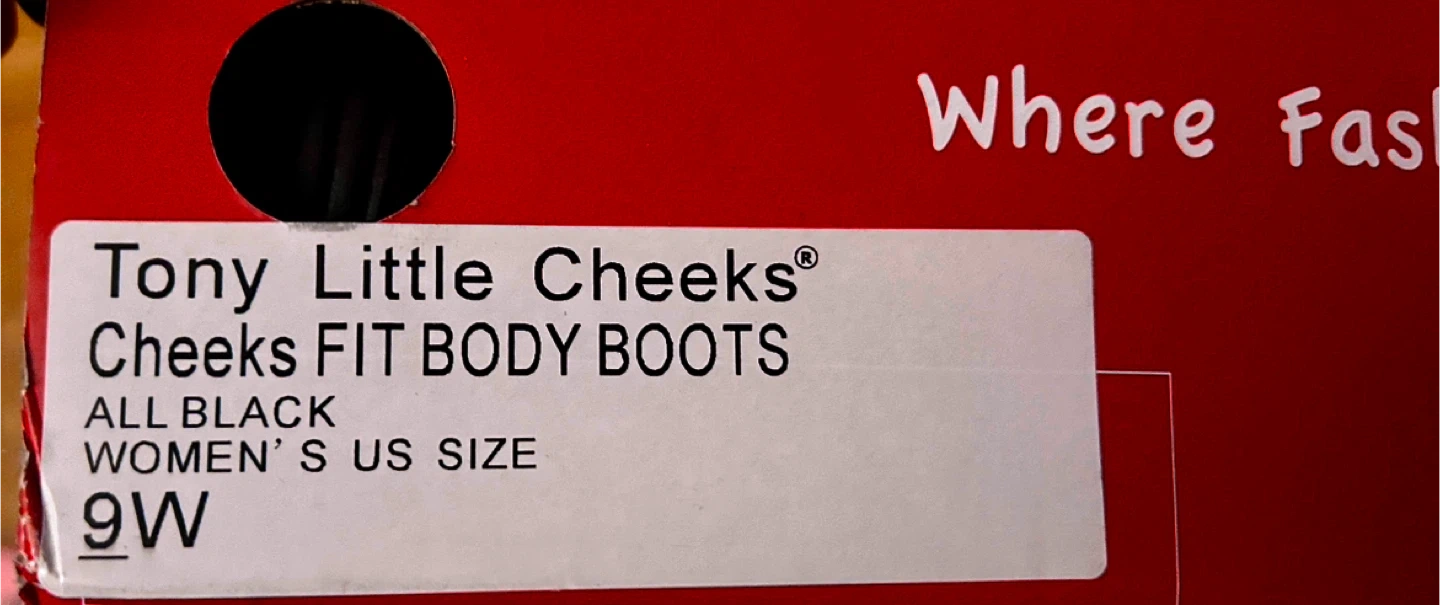 Where Fas
Tony Little Cheeks®
Cheeks FIT BODY BOOTS
ALL BLACK
WOMEN'S US SIZE
9W